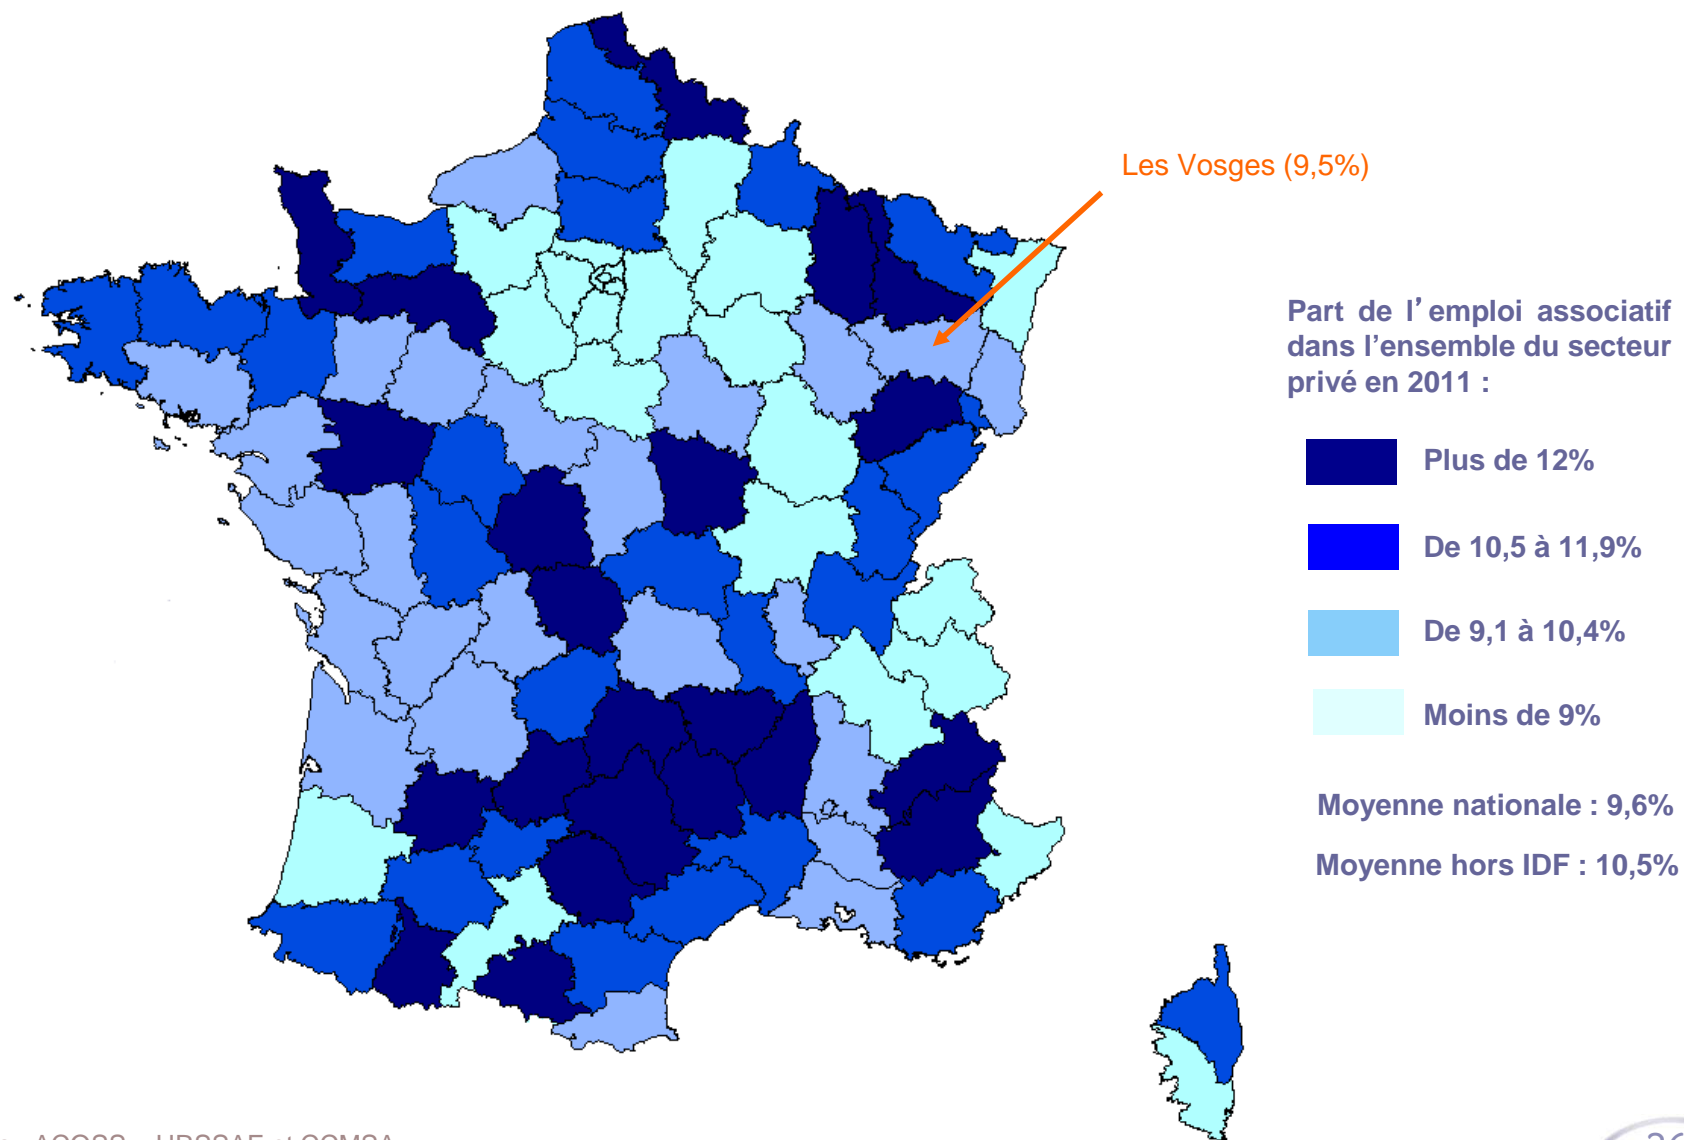 Les Vosges (9,5%)
Part de l’emploi associatif
dans l’ensemble du secteur
privé en 2011 :
Plus de 12%
De 10,5 à 11,9%
De 9,1 à 10,4%
Moins de 9%
Moyenne nationale : 9,6%
Moyenne hors IDF : 10,5%